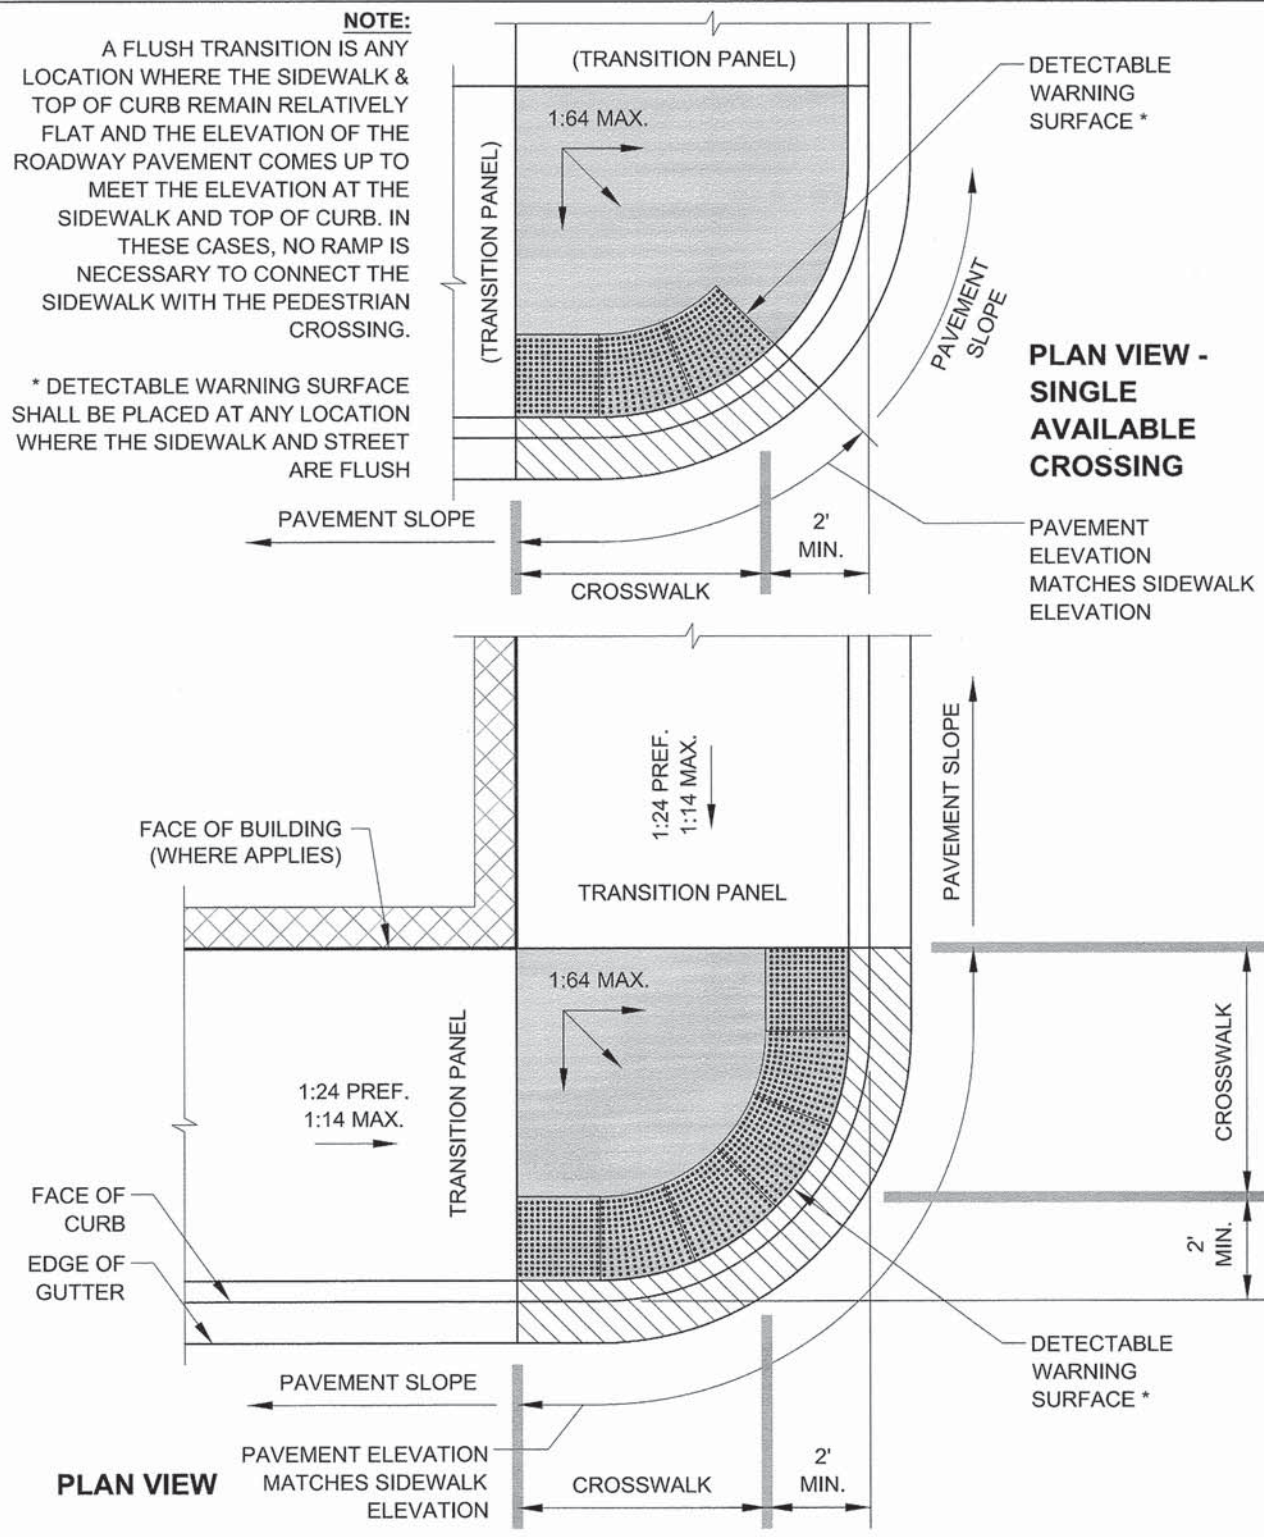 NOTE:
A FLUSH TRANSITION IS ANY
LOCATION WHERE THE SIDEWALK &
TOP OF CURB REMAIN RELATIVELY
FLAT AND THE ELEVATION OF THE
ROADWAY PAVEMENT COMES UP TO
MEET THE ELEVATION AT THE
SIDEWALK AND TOP OF CURB. IN
THESE CASES, NO RAMP IS
NECESSARY TO CONNECT THE
SIDEWALK WITH THE PEDESTRIAN
CROSSING.
* DETECTABLE WARNING SURFACE
SHALL BE PLACED AT ANY LOCATION
WHERE THE SIDEWALK AND STREET
ARE FLUSH
(TRANSITION PANEL)
1:64 MAX.
(TRANSITION PANEL)
DETECTABLE
WARNING
SURFACE *
PAVEMENT
SLOPE
PLAN VIEW -
SINGLE
AVAILABLE
CROSSING
PAVEMENT SLOPE
2'
MIN.
CROSSWALK
PAVEMENT
ELEVATION
MATCHES SIDEWALK
ELEVATION
1:24 PREF.
1:14 MAX.
PAVEMENT SLOPE
FACE OF BUILDING
(WHERE APPLIES)
TRANSITION PANEL
1:64 MAX.
TRANSITION PANEL
1:24 PREF.
1:14 MAX.
CROSSWALK
2'
MIN.
FACE OF
CURB
EDGE OF
GUTTER
DETECTABLE
WARNING
SURFACE *
PAVEMENT SLOPE
PAVEMENT ELEVATION
MATCHES SIDEWALK
ELEVATION
CROSSWALK
2'
MIN.
PLAN VIEW